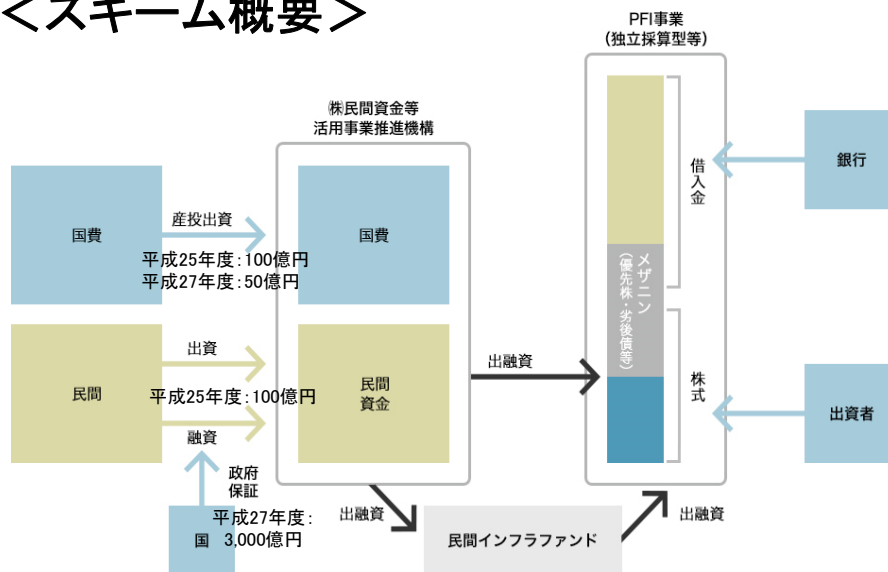 ＜スキーム概要＞
PFI事業
(独立採算型等)
㈱民間資金等
活用事業推進機構
国費
産投出資
平成25年度：100億円
平成27年度：50億円
国費
民間
出資
平成25年度：100億円
融資
民間
資金
政府
保証
国
平成27年度：
3,000億円
出融資
出融資
民間インフラファンド
出融資
借入金
メザニン
（優先株・劣後債等）
株式
銀行
出資者